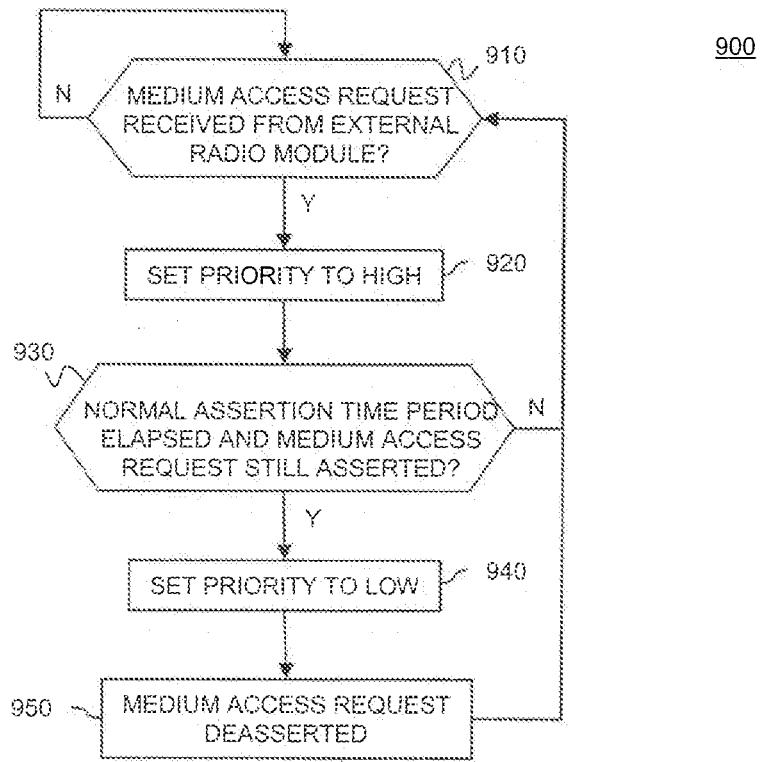 900
910
N
MEDIUM ACCESS REQUEST
RECEIVED FROM EXTERNAL
RADIO MODULE?
Y
SET PRIORITY TO HIGH
920
930
NORMAL ASSERTION TIME PERIOD
ELAPSED AND MEDIUM ACCESS
REQUEST STILL ASSERTED?
N
Y
SET PRIORITY TO LOW
940
950
MEDIUM ACCESS REQUEST
DEASSERTED